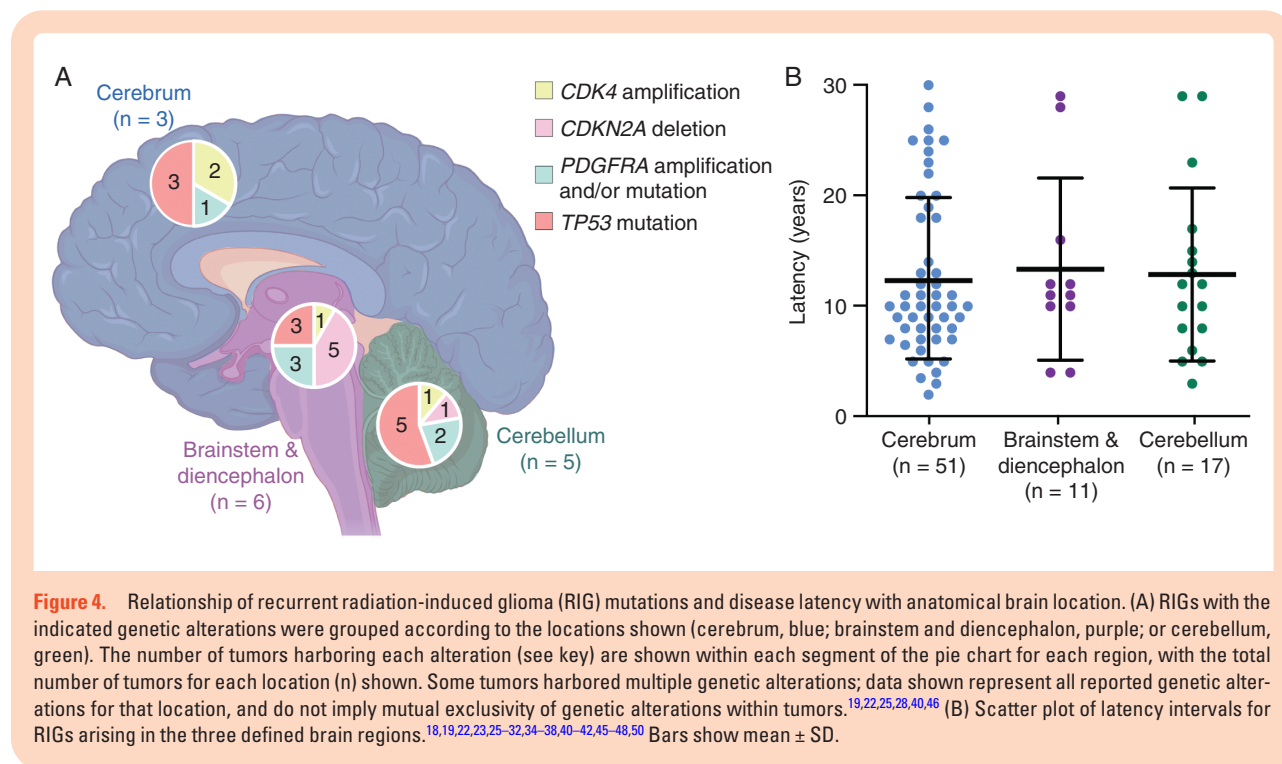 A
Cerebrum
(n = 3)
CDK4 amplification
CDKN2A deletion
PDGFRA amplification
and/or mutation
TP53 mutation
3
2
1
3
1
3
5
5
1
1
2
Brainstem &
diencephalon
(n = 6)
Cerebellum
(n = 5)
B
Latency (years)
30
20
10
0
Cerebrum
(n = 51)
Brainstem &
diencephalon
(n = 11)
Cerebellum
(n = 17)
Figure 4. Relationship of recurrent radiation-induced glioma (RIG) mutations and disease latency with anatomical brain location. (A) RIGs with the
indicated genetic alterations were grouped according to the locations shown (cerebrum, blue; brainstem and diencephalon, purple; or cerebellum,
green). The number of tumors harboring each alteration (see key) are shown within each segment of the pie chart for each region, with the total
number of tumors for each location (n) shown. Some tumors harbored multiple genetic alterations; data shown represent all reported genetic alter-
ations for that location, and do not imply mutual exclusivity of genetic alterations within tumors.19,22,25,28,40,46 (B) Scatter plot of latency intervals for
RIGs arising in the three defined brain regions.18,19,22,23,25–32,34–38,40–42,45–48,50 Bars show mean ± SD.